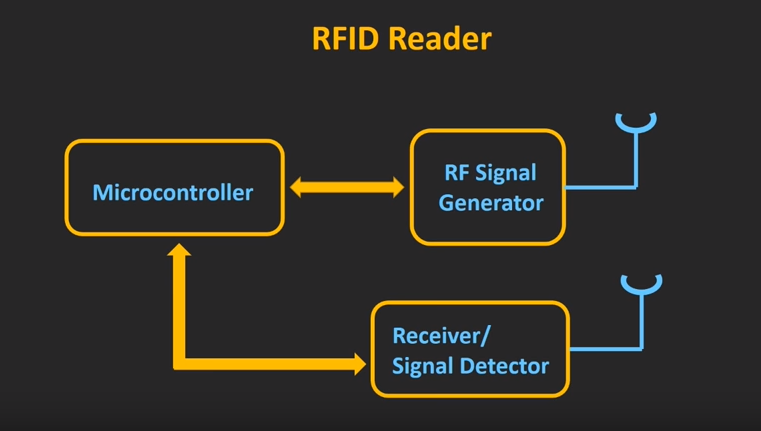 RFID Reader
Microcontroller
RF Signal
Generator
Receiver/
Signal Detector